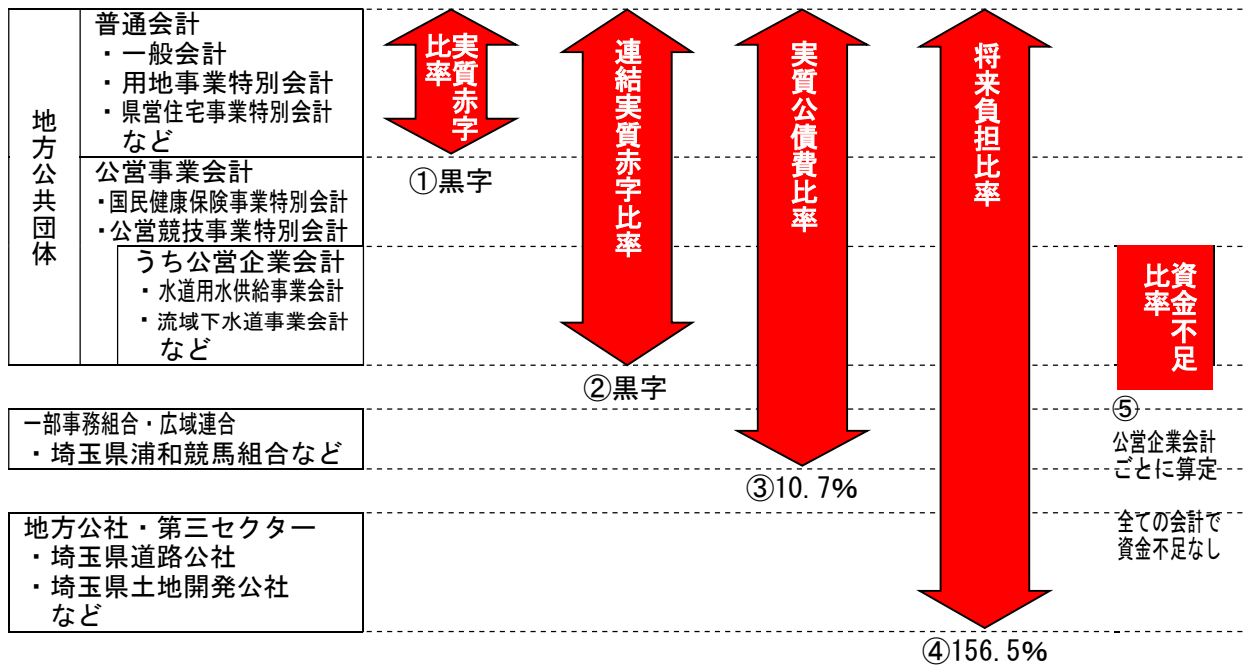 地方公共団体
普通会計
・一般会計
・用地事業特別会計
・県営住宅事業特別会計
など
公営事業会計
・国民健康保険事業特別会計
・公営競技事業特別会計
うち公営企業会計
・水道用水供給事業会計
・流域下水道事業会計
など
一部事務組合・広域連合
・埼玉県浦和競馬組合など
地方公社・第三セクター
・埼玉県道路公社
・埼玉県土地開発公社
など
実質赤字
比率
①黒字
連結実質赤字比率
②黒字
実質公債費比率
③10.7%
将来負担比率
④156.5%
資金不足
比率
⑤
公営企業会計
ごとに算定
全ての会計で
資金不足なし